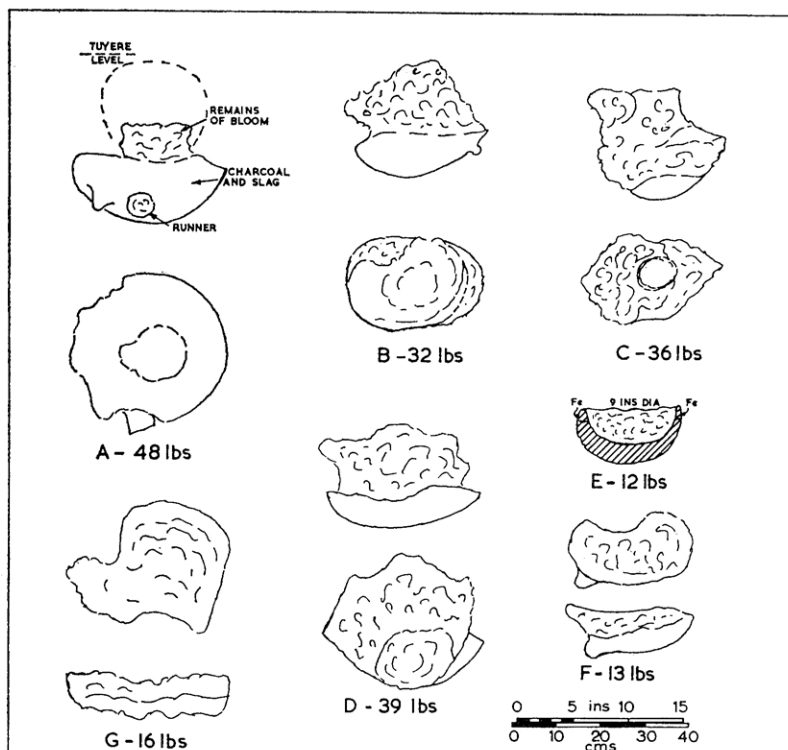 TUYERE
LEVEL
REMAINS
OF BLOOM
CHARCOAL
AND SLAG
RUNNER
A - 48 lbs
B - 32 lbs
C - 36 lbs
Fe 9 INS DIA Fe
E - 12 lbs
D - 39 lbs
F - 13 lbs
G - 16 lbs
0 5 ins 10 15
0 10 20 30 40
cms